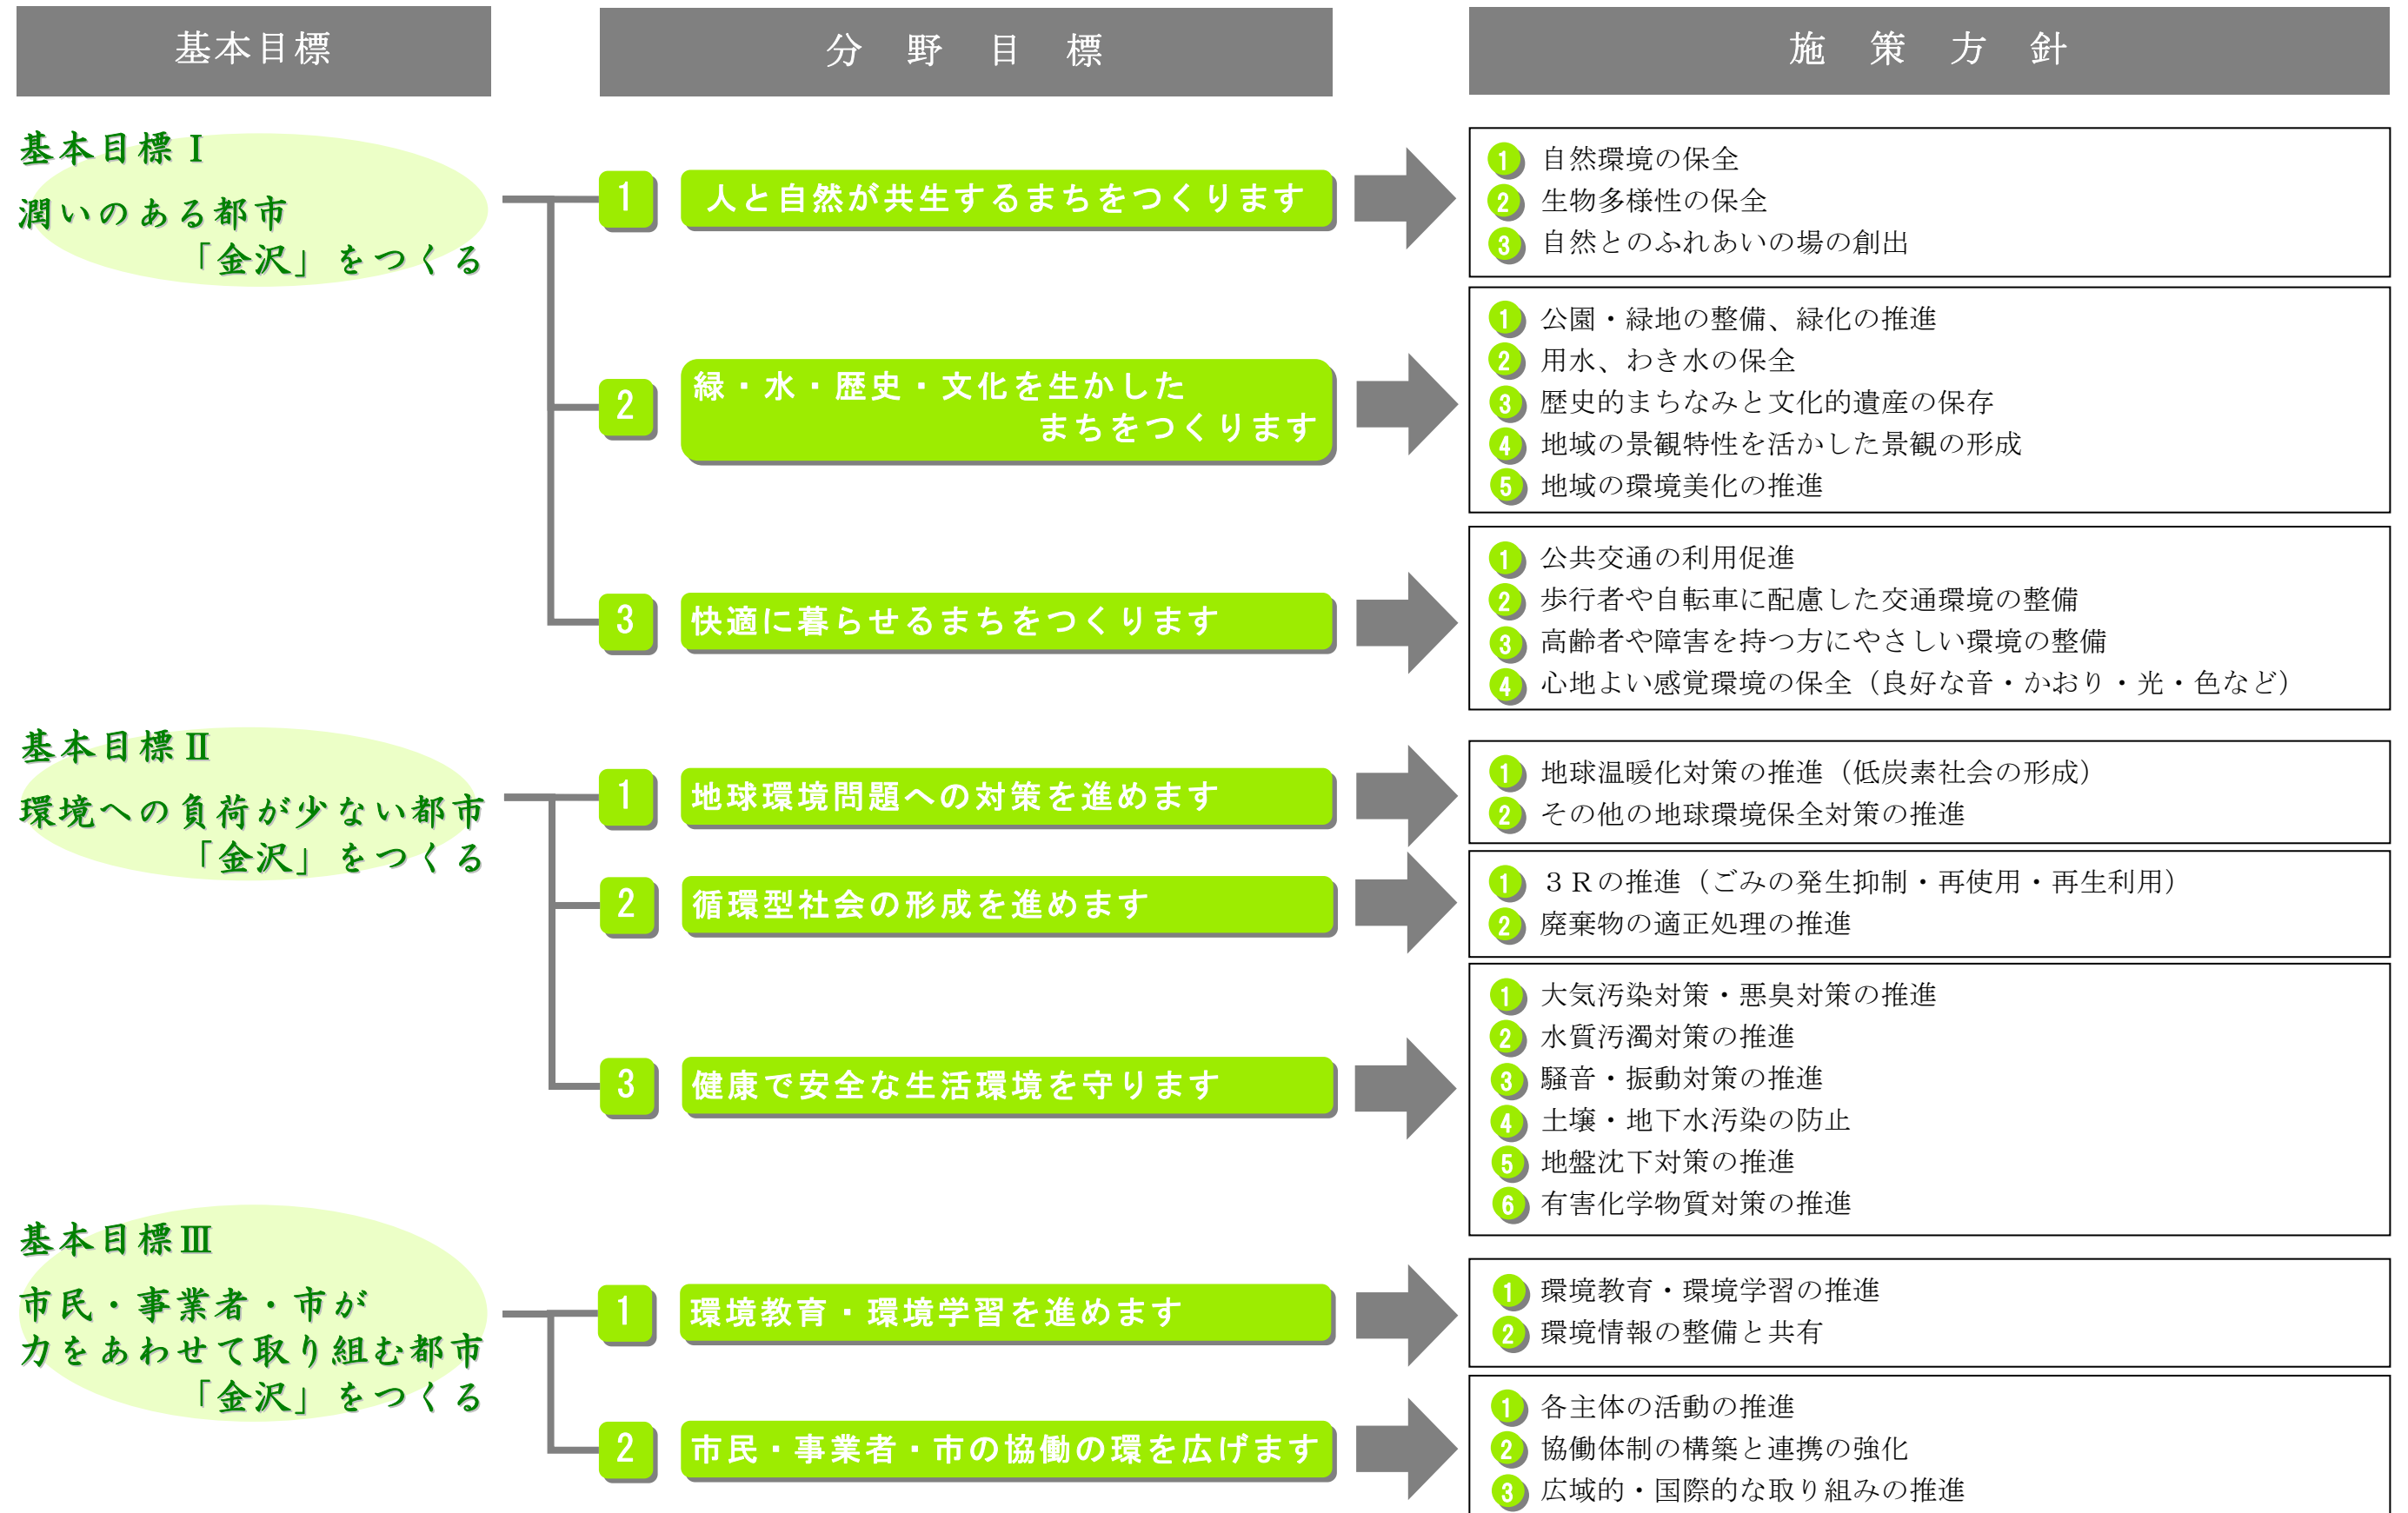 基本目標
分　野　目　標
施　策　方　針
基本目標Ⅰ
潤いのある都市
「金沢」をつくる
1
人と自然が共生するまちをつくります
1 自然環境の保全
2 生物多様性の保全
3 自然とのふれあいの場の創出
2
緑・水・歴史・文化を生かした
まちをつくります
1 公園・緑地の整備、緑化の推進
2 用水、わき水の保全
3 歴史的まちなみと文化的遺産の保存
4 地域の景観特性を活かした景観の形成
5 地域の環境美化の推進
3
快適に暮らせるまちをつくります
1 公共交通の利用促進
2 歩行者や自転車に配慮した交通環境の整備
3 高齢者や障害を持つ方にやさしい環境の整備
4 心地よい感覚環境の保全（良好な音・かおり・光・色など）
基本目標Ⅱ
環境への負荷が少ない都市
「金沢」をつくる
1
地球環境問題への対策を進めます
1 地球温暖化対策の推進（低炭素社会の形成）
2 その他の地球環境保全対策の推進
2
循環型社会の形成を進めます
1 ３Ｒの推進（ごみの発生抑制・再使用・再生利用）
2 廃棄物の適正処理の推進
3
健康で安全な生活環境を守ります
1 大気汚染対策・悪臭対策の推進
2 水質汚濁対策の推進
3 騒音・振動対策の推進
4 土壌・地下水汚染の防止
5 地盤沈下対策の推進
6 有害化学物質対策の推進
基本目標Ⅲ
市民・事業者・市が
力をあわせて取り組む都市
「金沢」をつくる
1
環境教育・環境学習を進めます
1 環境教育・環境学習の推進
2 環境情報の整備と共有
2
市民・事業者・市の協働の環を広げます
1 各主体の活動の推進
2 協働体制の構築と連携の強化
3 広域的・国際的な取り組みの推進